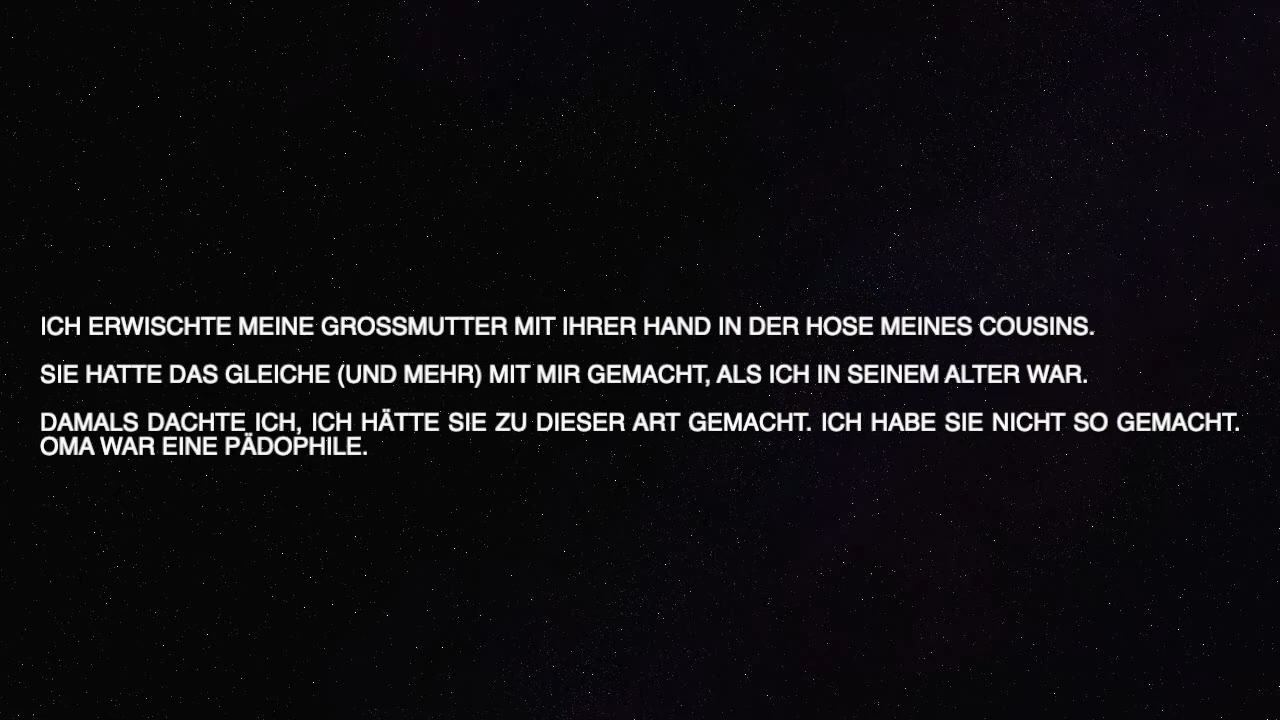 ICH ERWISCHTE MEINE GROSSMUTTER MIT IHRER HAND IN DER HOSE MEINES COUSINS.
SIE HATTE DAS GLEICHE (UND MEHR) MIT MIR GEMACHT, ALS ICH IN SEINEM ALTER WAR.
DAMALS DACHTE ICH, ICH HÄTTE SIE ZU DIESER ART GEMACHT. ICH HABE SIE NICHT SO GEMACHT.
OMA WAR EINE PÄDOPHILE.